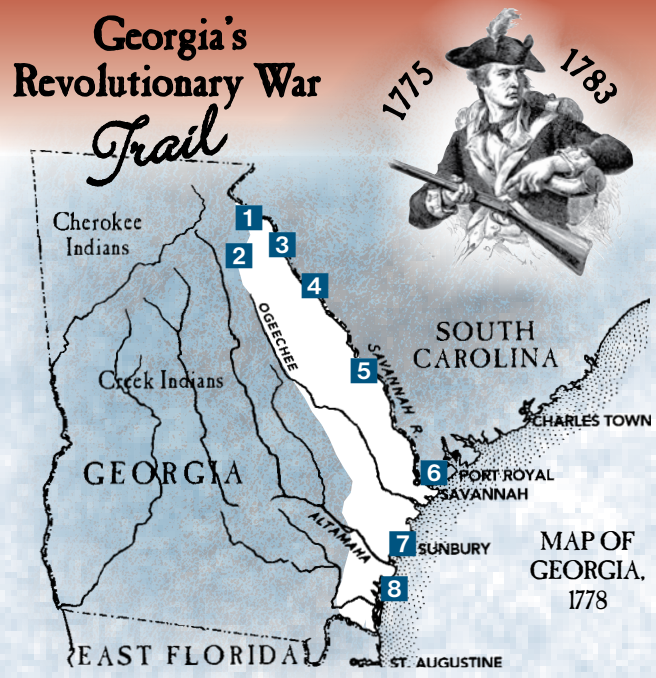 Georgia's
Revolutionary War
Trail
1775
1783
Cherokee
Indians
1
2
3
4
OGEECHEE
SAVANNAH R.
SOUTH
CAROLINA
5
Creek Indians
CHARLES TOWN
GEORGIA
6
PORT ROYAL
SAVANNAH
ALTAMAHA
7
SUNBURY
MAP OF
GEORGIA,
1778
8
EAST FLORIDA
ST. AUGUSTINE